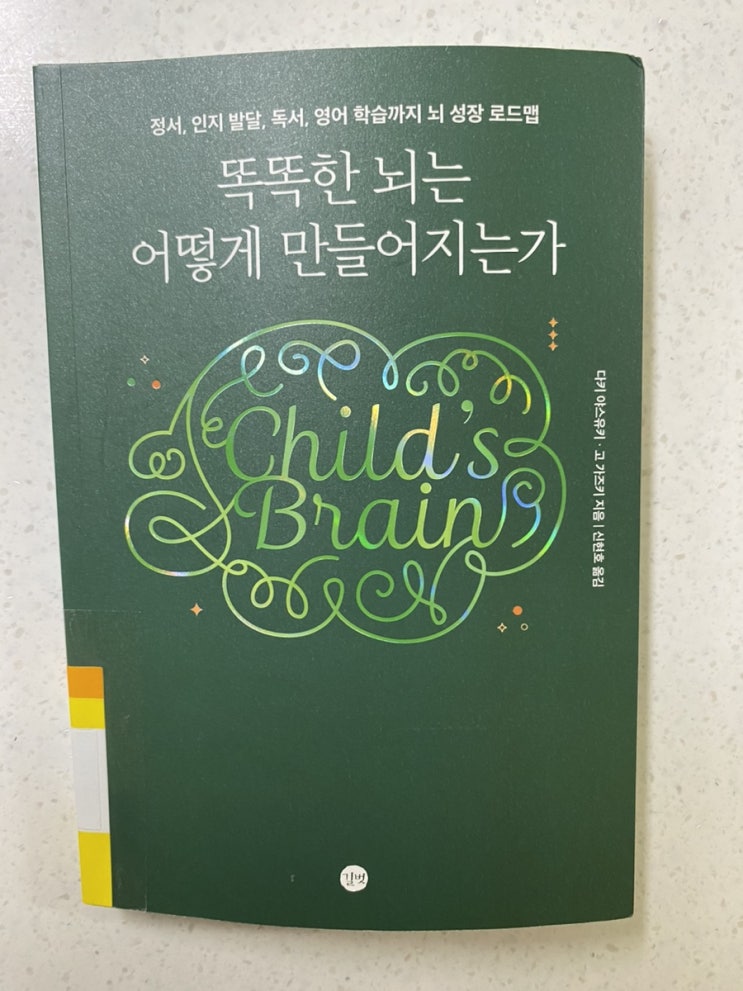 정서, 인지 발달, 독서, 영어 학습까지 뇌 성장 로드맵
똑똑한 뇌는
어떻게 만들어지는가
Child's
Brain
다키 야스유키 · 고 가즈키 지음 | 신현호 옮김
길벗